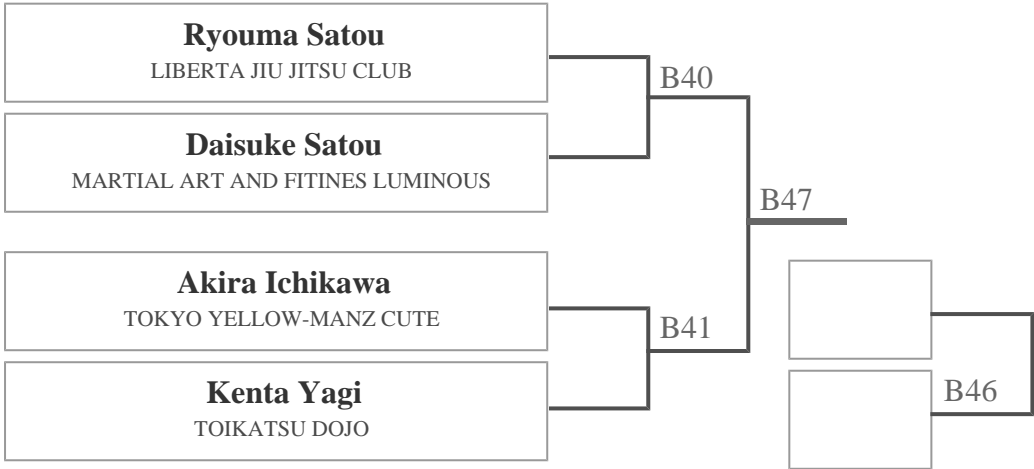 Ryouma Satou
LIBERTA JIU JITSU CLUB
B40
Daisuke Satou
MARTIAL ART AND FITINES LUMINOUS
B47
Akira Ichikawa
TOKYO YELLOW-MANZ CUTE
B41
Kenta Yagi
TOIKATSU DOJO
B46